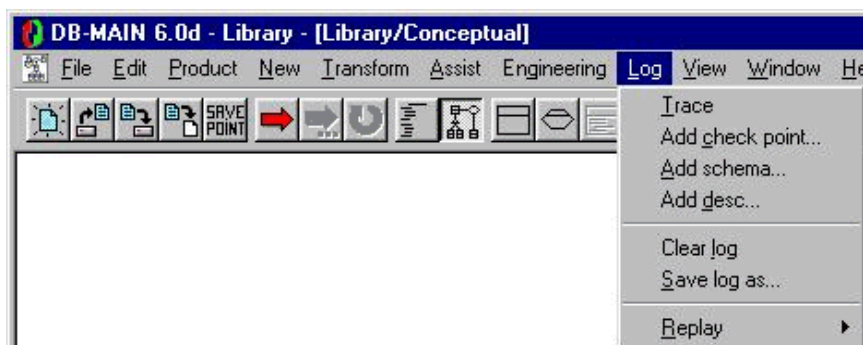 DB-MAIN 6.0d - Library - [Library/Conceptual]
File Edit Product New Transform Assist Engineering Log View Window He
SAVE POINT
Trace
Add check point...
Add schema...
Add desc...
Clear log
Save log as...
Replay